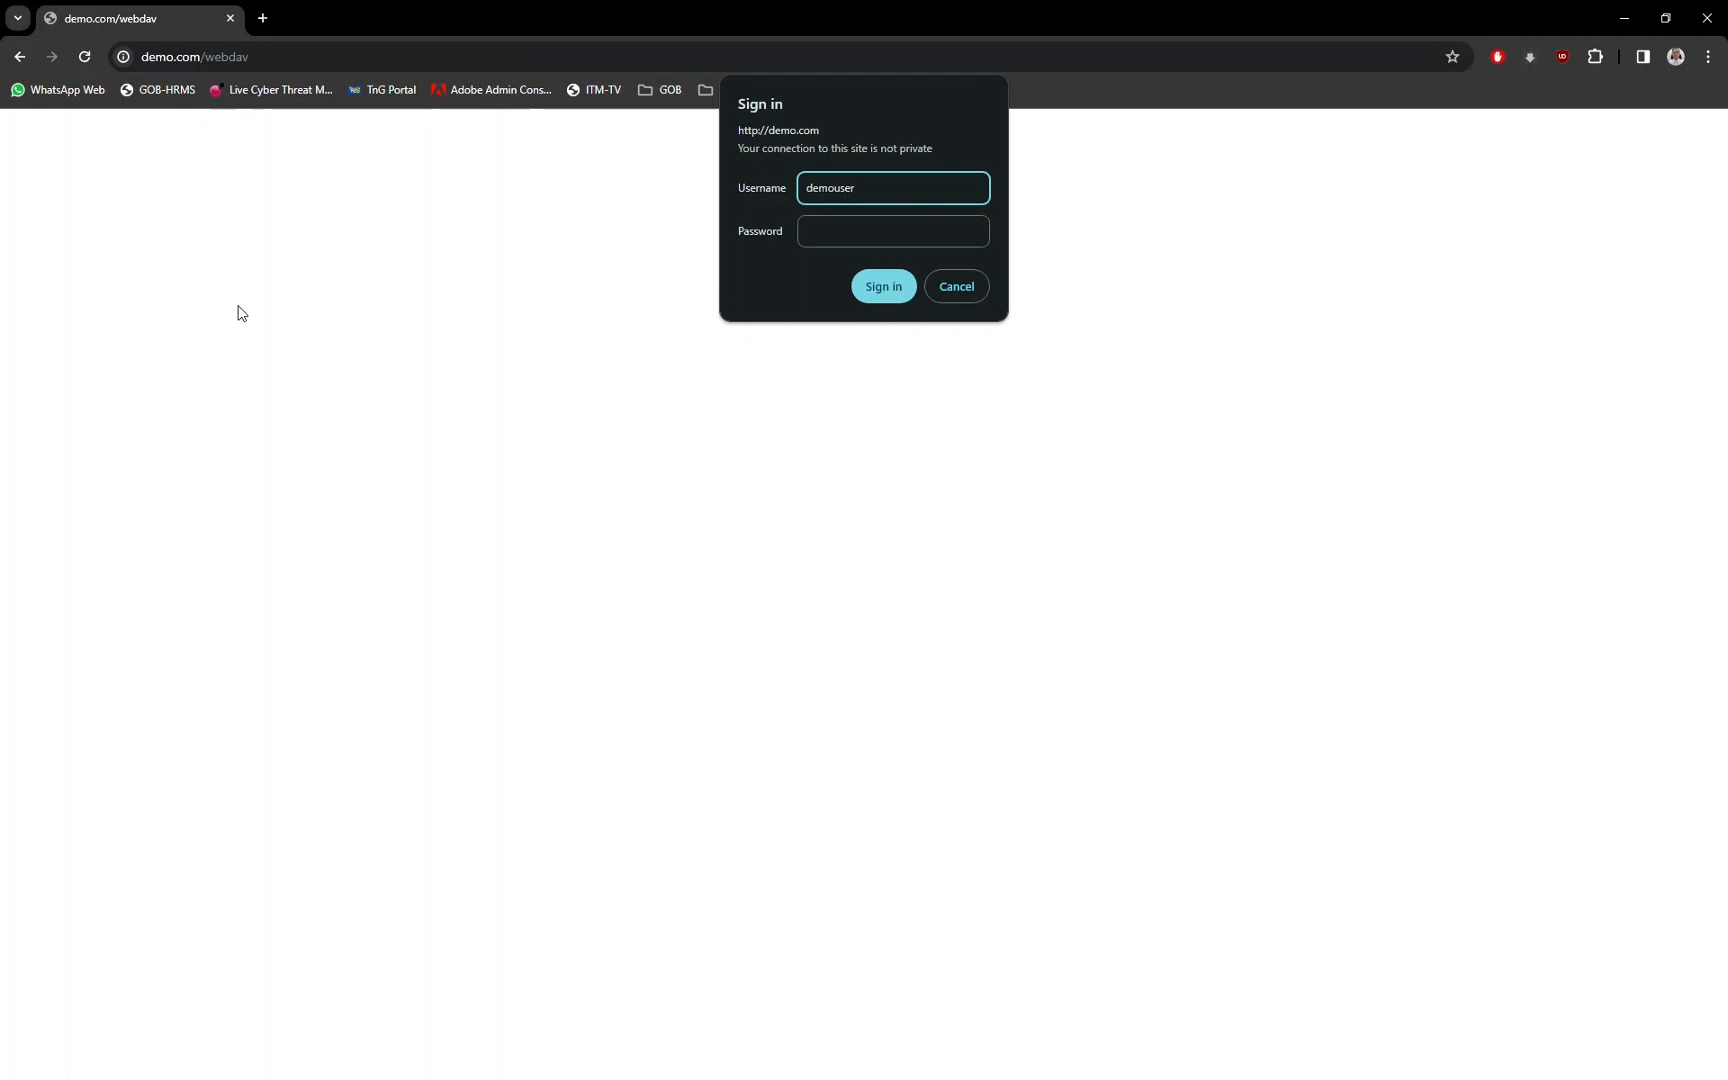 demo.com/webdav
demo.com/webdav
WhatsApp Web
GOB-HRMS
Live Cyber Threat M...
TnG Portal
Adobe Admin Cons...
ITM-TV
GOB
Sign in
http://demo.com
Your connection to this site is not private
Username demouser
Password
Sign in Cancel